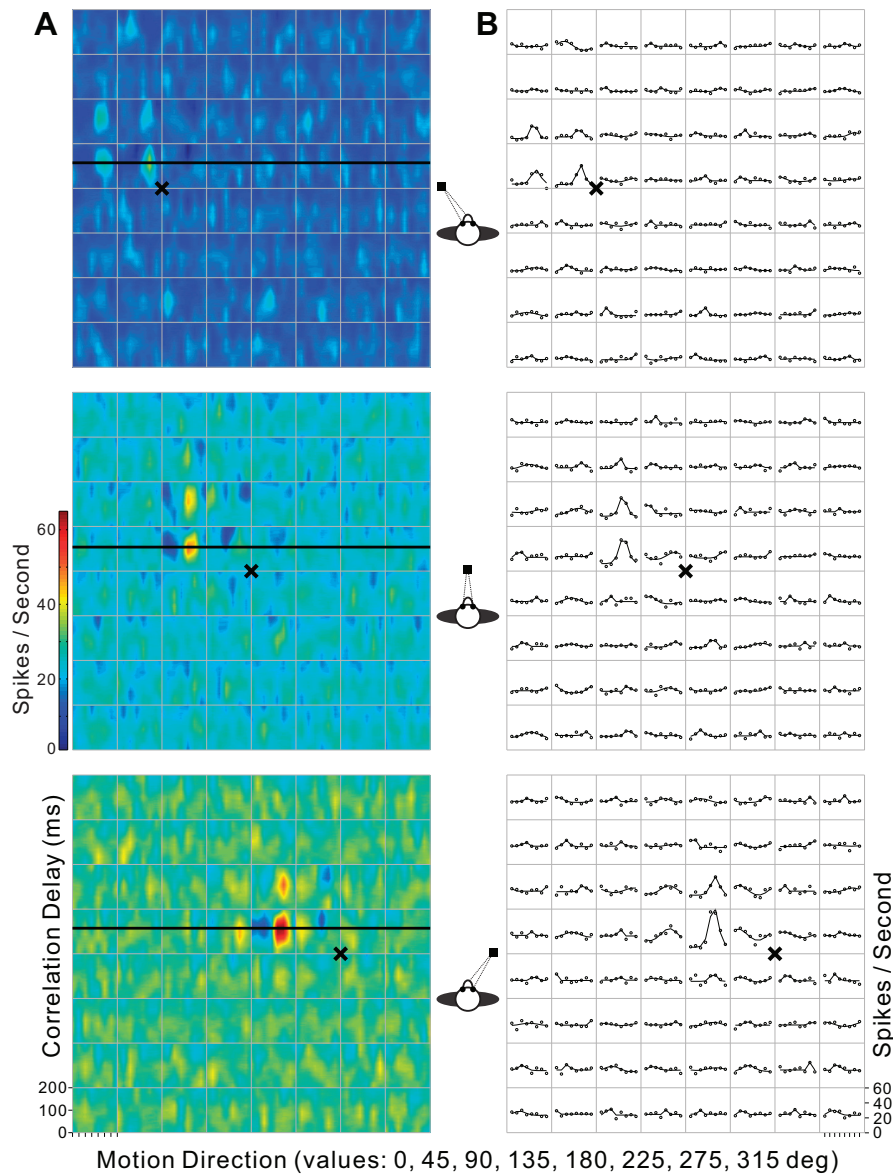 A
B
Spikes / Second
60
40
20
0
Correlation Delay (ms)
200
100
0
Spikes / Second
60
40
20
0
Motion Direction (values: 0, 45, 90, 135, 180, 225, 275, 315 deg)